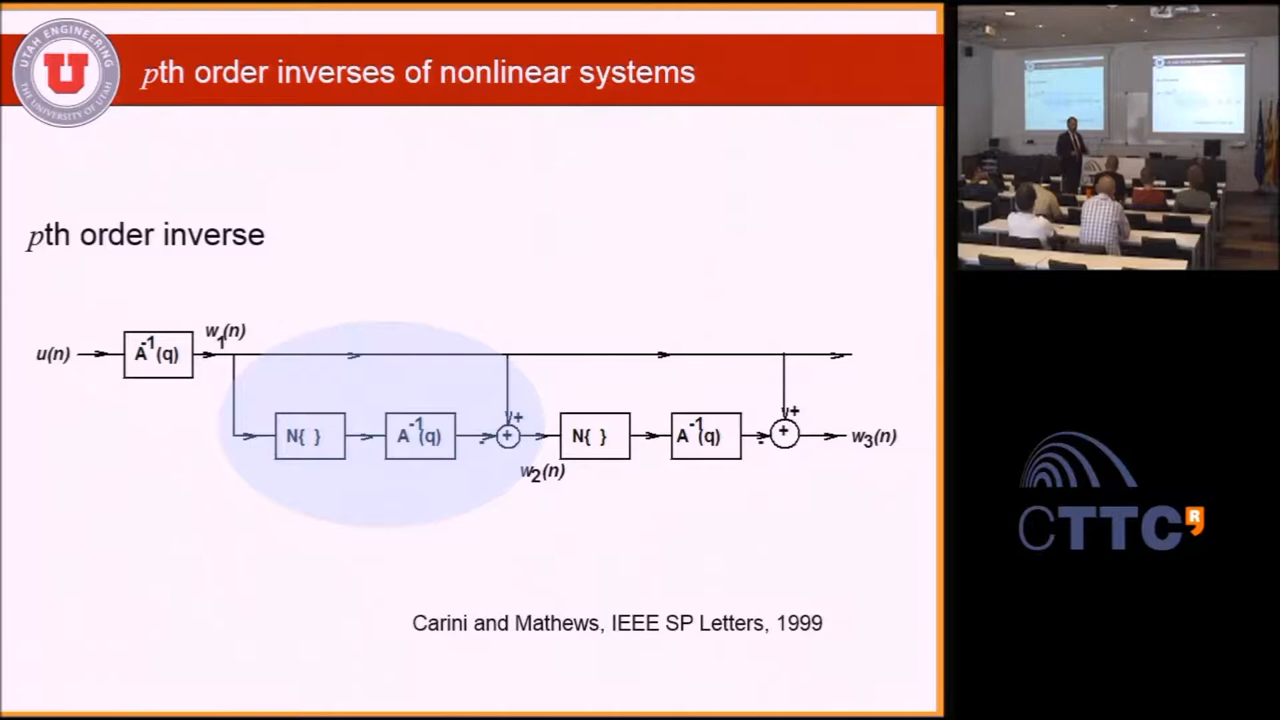 UTAH ENGINEERING
U
THE UNIVERSITY OF UTAH
pth order inverses of nonlinear systems
pth order inverse
u(n)
A⁻¹(q)
w₁(n)
N{ }
A⁻¹(q)
-
+
+
w₂(n)
N{ }
A⁻¹(q)
-
+
+
w₃(n)
Carini and Mathews, IEEE SP Letters, 1999
CTTC R